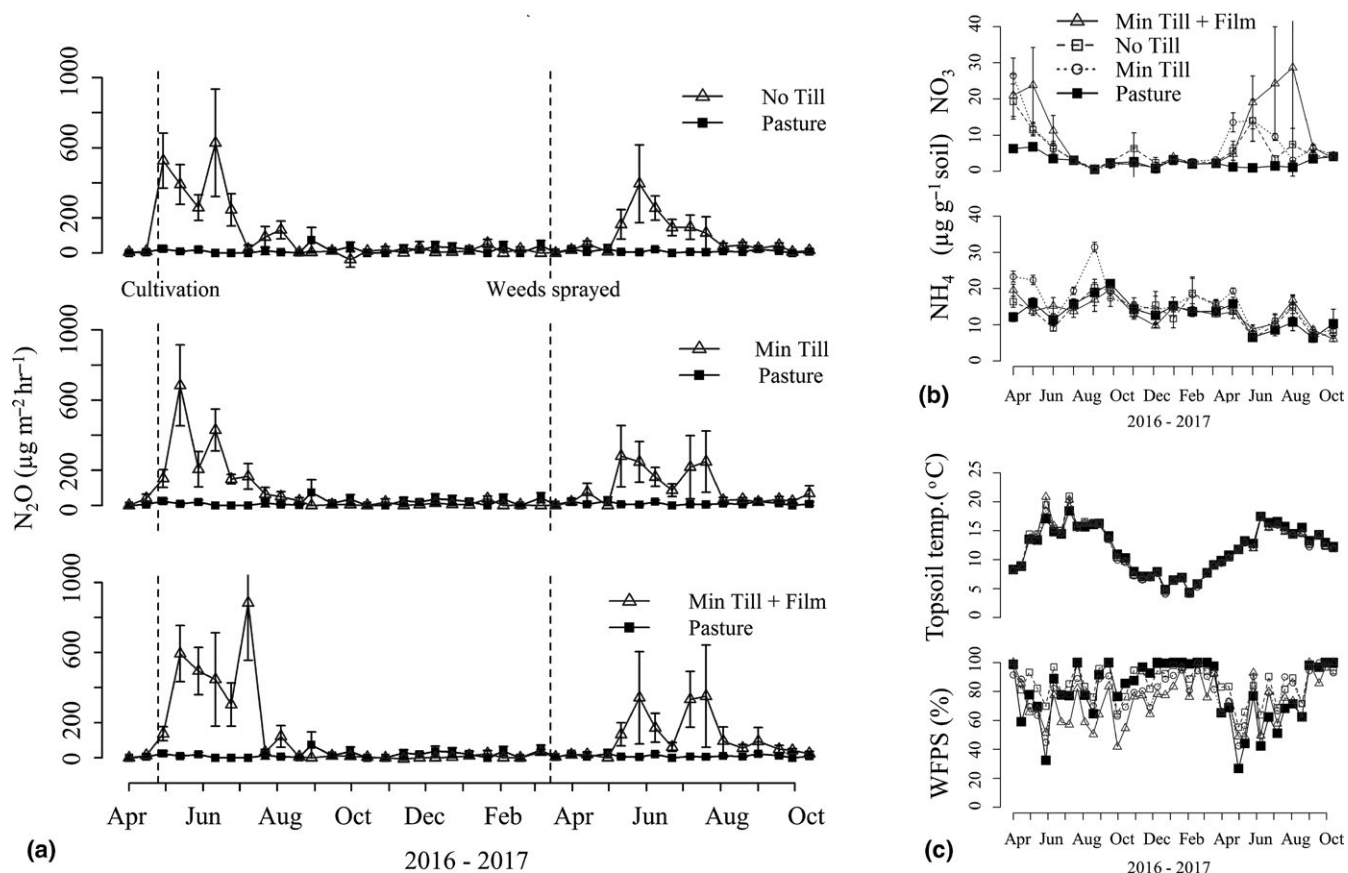 N₂O (µg m⁻² hr⁻¹)
1000
600
400
200
0
No Till
Pasture
Cultivation
Weeds sprayed
1000
600
400
200
0
Min Till
Pasture
1000
600
400
200
0
Min Till + Film
Pasture
Apr Jun Aug Oct Dec Feb Apr Jun Aug Oct
2016 - 2017
(a)
NH₄ (µg g⁻¹ soil) NO₃
40
30
20
10
0
Min Till + Film
No Till
Min Till
Pasture
40
30
20
10
0
Apr Jun Aug Oct Dec Feb Apr Jun Aug Oct
2016 - 2017
(b)
Topsoil temp.(°C)
25
20
15
10
5
0
WFPS (%)
100
80
60
40
20
0
Apr Jun Aug Oct Dec Feb Apr Jun Aug Oct
2016 - 2017
(c)